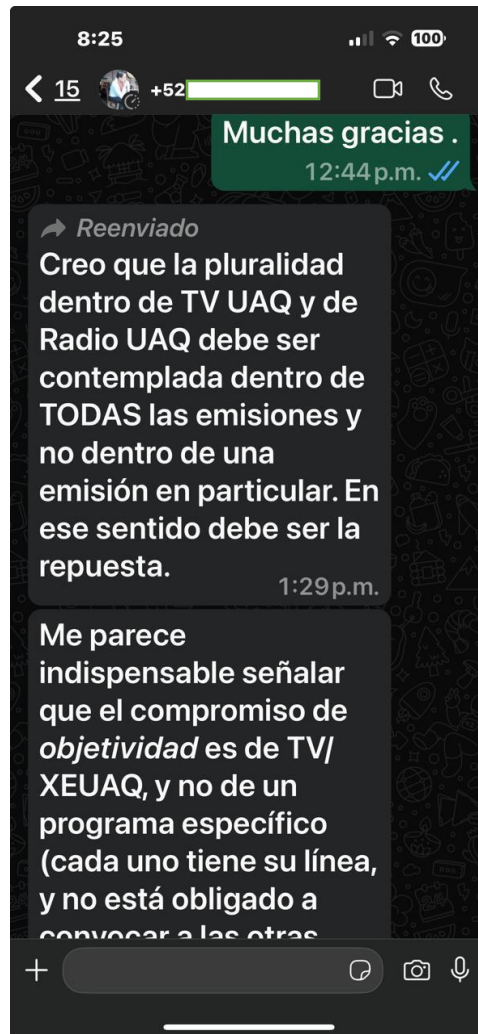 8:25
100
15
+52
Muchas gracias .
12:44 p.m.
Reenviado
Creo que la pluralidad
dentro de TV UAQ y de
Radio UAQ debe ser
contemplada dentro de
TODAS las emisiones y
no dentro de una
emisión en particular. En
ese sentido debe ser la
repuesta.
1:29 p.m.
Me parece
indispensable señalar
que el compromiso de
objetividad es de TV/
XEUAQ, y no de un
programa específico
(cada uno tiene su línea,
y no está obligado a
convocar a las otras